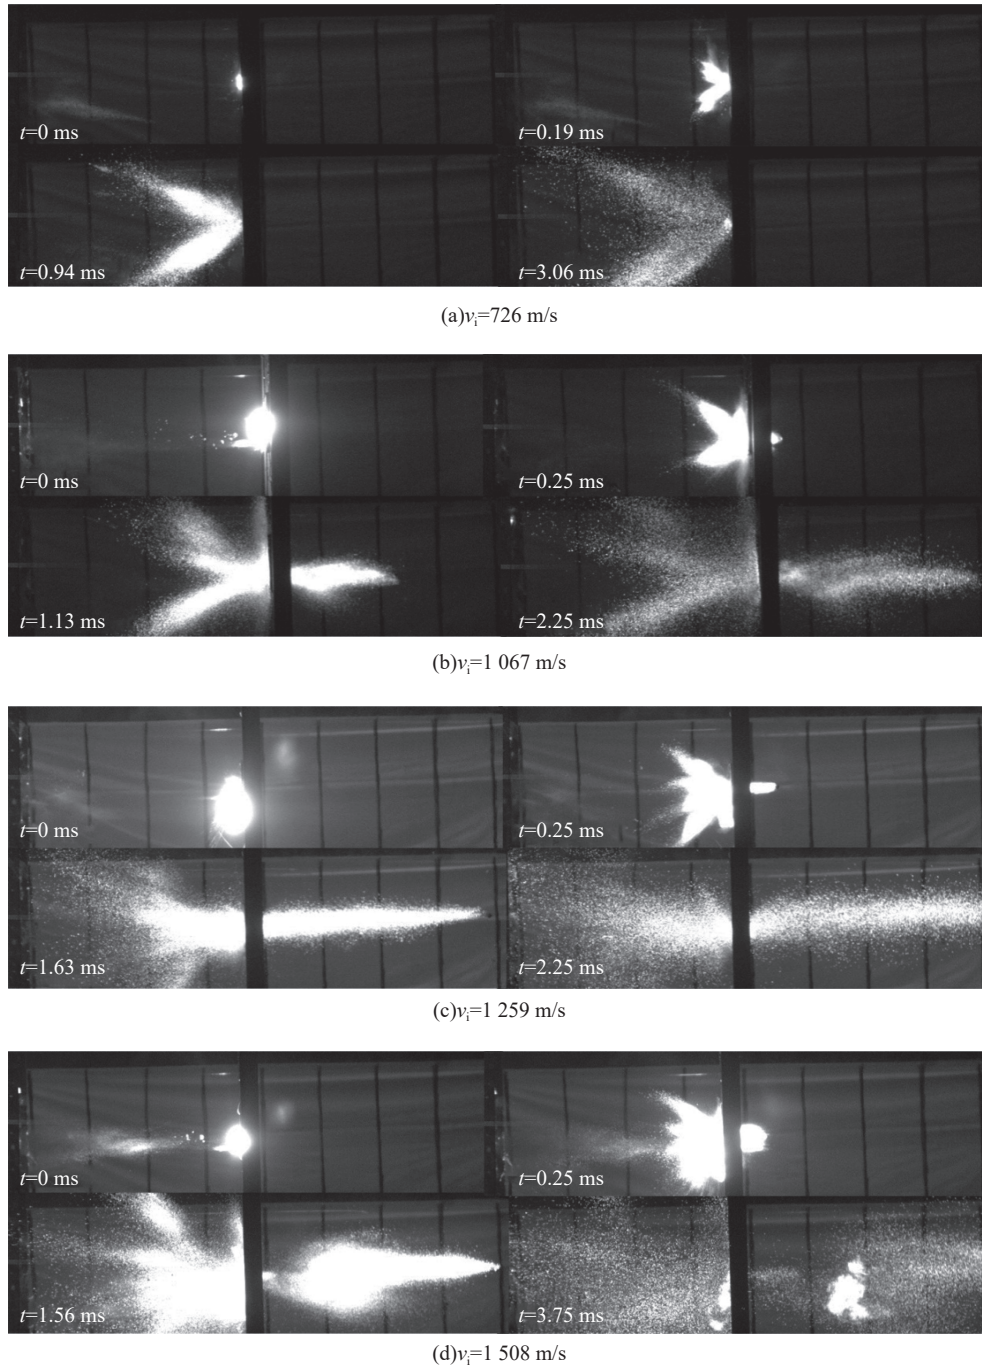 t=0 ms
t=0.19 ms
t=0.94 ms
t=3.06 ms
(a)vi=726 m/s
t=0 ms
t=0.25 ms
t=1.13 ms
t=2.25 ms
(b)vi=1 067 m/s
t=0 ms
t=0.25 ms
t=1.63 ms
t=2.25 ms
(c)vi=1 259 m/s
t=0 ms
t=0.25 ms
t=1.56 ms
t=3.75 ms
(d)vi=1 508 m/s